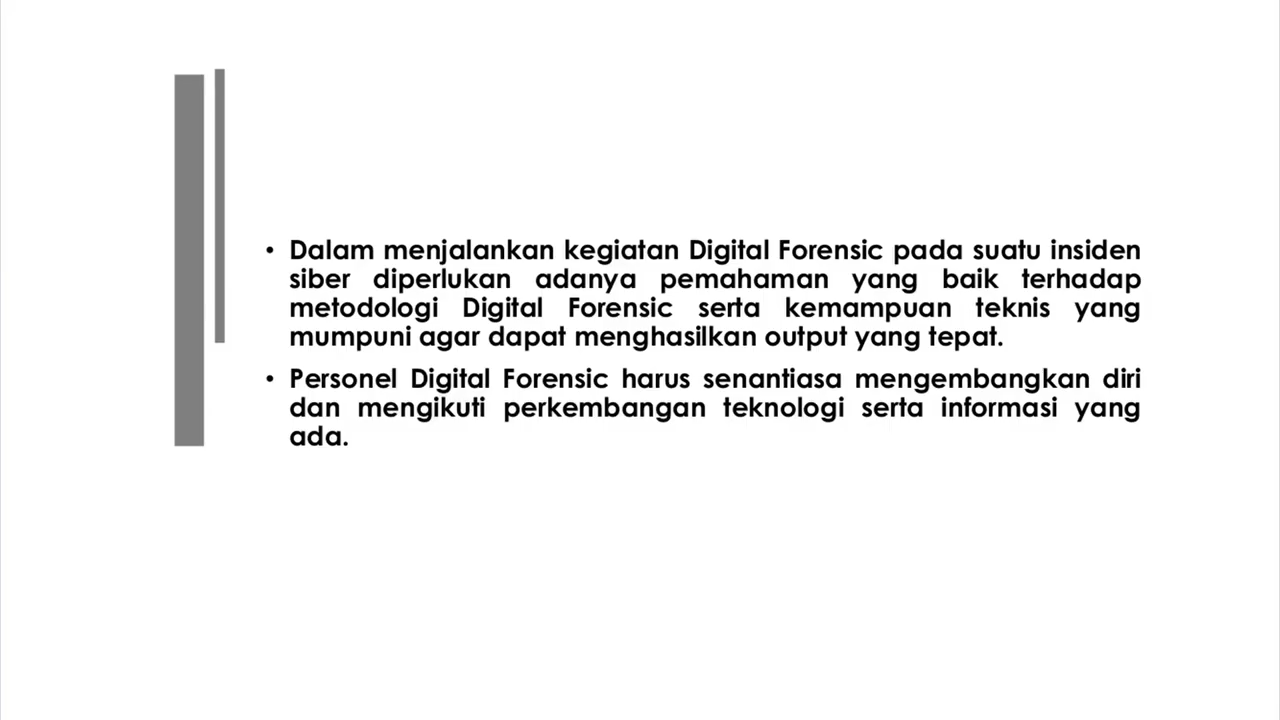 • Dalam menjalankan kegiatan Digital Forensic pada suatu insiden
siber diperlukan adanya pemahaman yang baik terhadap
metodologi Digital Forensic serta kemampuan teknis yang
mumpuni agar dapat menghasilkan output yang tepat.
• Personel Digital Forensic harus senantiasa mengembangkan diri
dan mengikuti perkembangan teknologi serta informasi yang
ada.